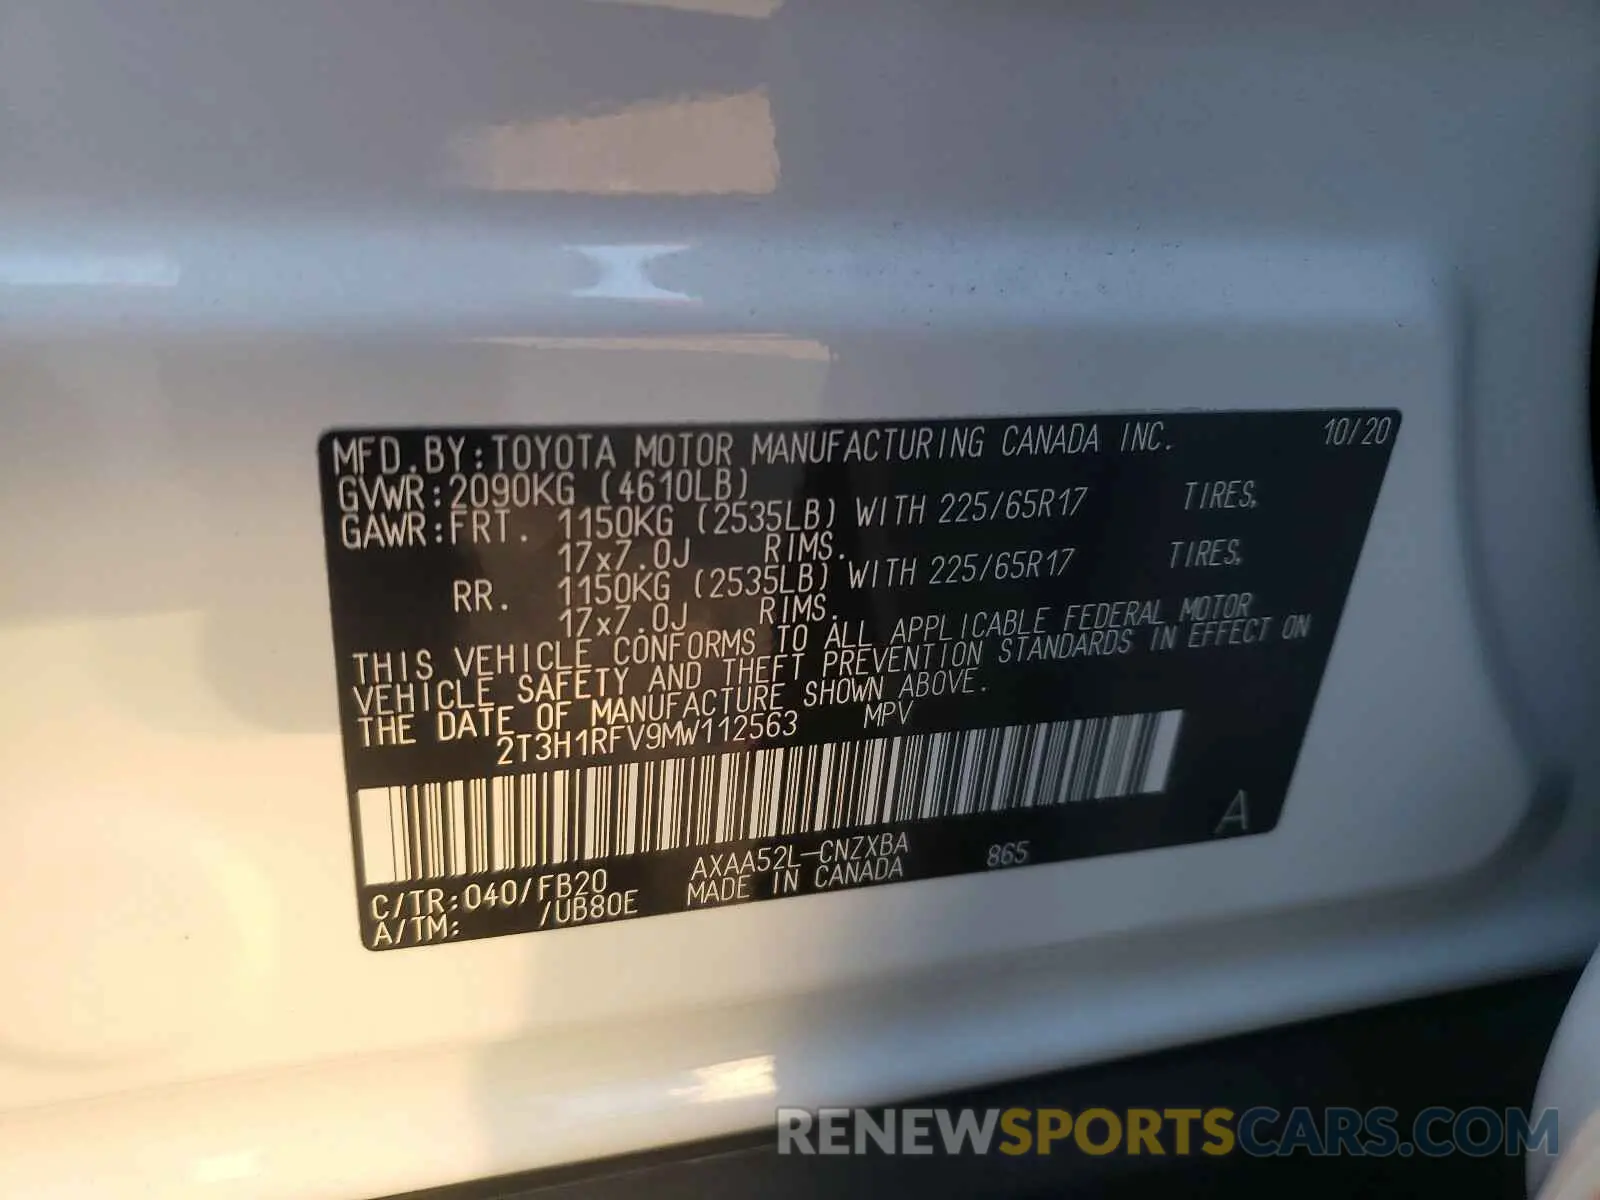 MFD.BY:TOYOTA MOTOR MANUFACTURING CANADA INC. 10/20
GVWR:2090KG (4610LB)
GAWR:FRT. 1150KG (2535LB) WITH 225/65R17 TIRES,
17x7.0J RIMS.
RR. 1150KG (2535LB) WITH 225/65R17 TIRES,
17x7.0J RIMS.
THIS VEHICLE CONFORMS TO ALL APPLICABLE FEDERAL MOTOR
VEHICLE SAFETY AND THEFT PREVENTION STANDARDS IN EFFECT ON
THE DATE OF MANUFACTURE SHOWN ABOVE.
2T3H1RFV9MW112563 MPV
A
C/TR:040/FB20 AXAA52L-CNZXBA 865
A/TM: /UB80E MADE IN CANADA
RENEWSPORTSCARS.COM